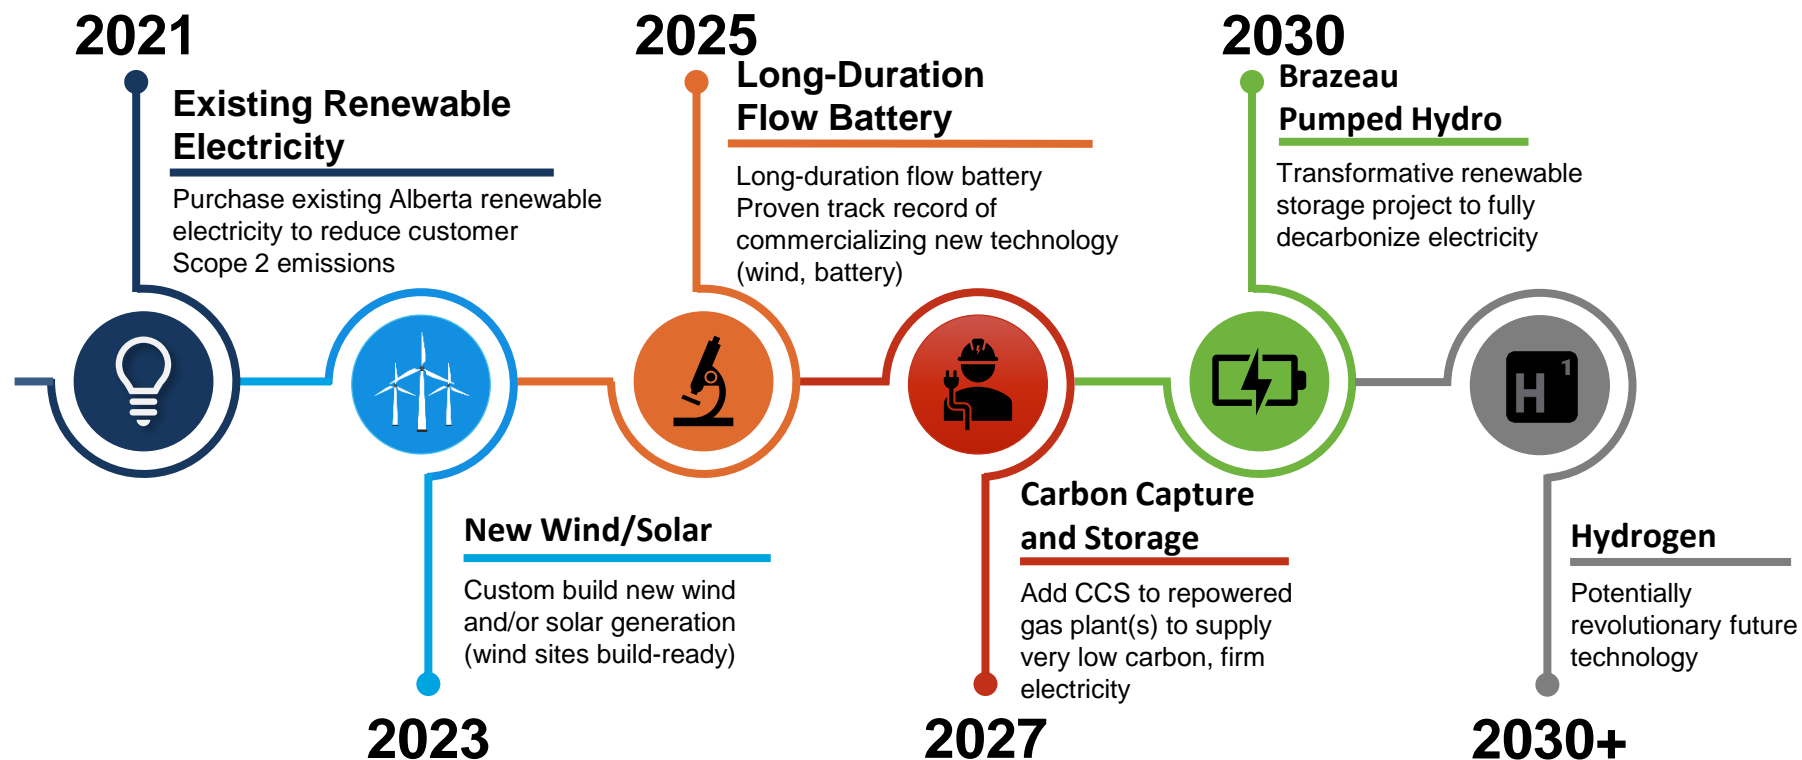 2021
Existing Renewable
Electricity
Purchase existing Alberta renewable
electricity to reduce customer
Scope 2 emissions
2025
Long-Duration
Flow Battery
Long-duration flow battery
Proven track record of
commercializing new technology
(wind, battery)
2030
Brazeau
Pumped Hydro
Transformative renewable
storage project to fully
decarbonize electricity
H 1
New Wind/Solar
Custom build new wind
and/or solar generation
(wind sites build-ready)
2023
Carbon Capture
and Storage
Add CCS to repowered
gas plant(s) to supply
very low carbon, firm
electricity
2027
Hydrogen
Potentially
revolutionary future
technology
2030+